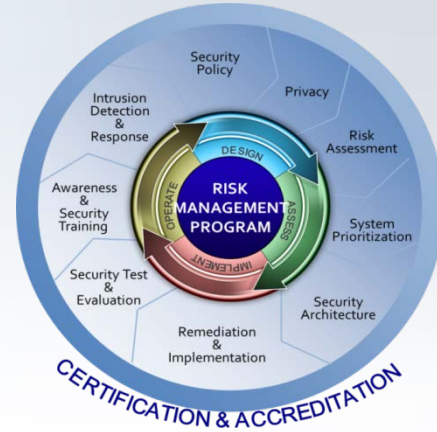 Security
Policy
Privacy
Risk
Assessment
System
Prioritization
Security
Architecture
Remediation
&
Implementation
Security Test
&
Evaluation
Awareness
&
Security
Training
Intrusion
Detection
&
Response
DESIGN
ASSESS
IMPLEMENT
OPERATE
RISK
MANAGEMENT
PROGRAM
CERTIFICATION & ACCREDITATION